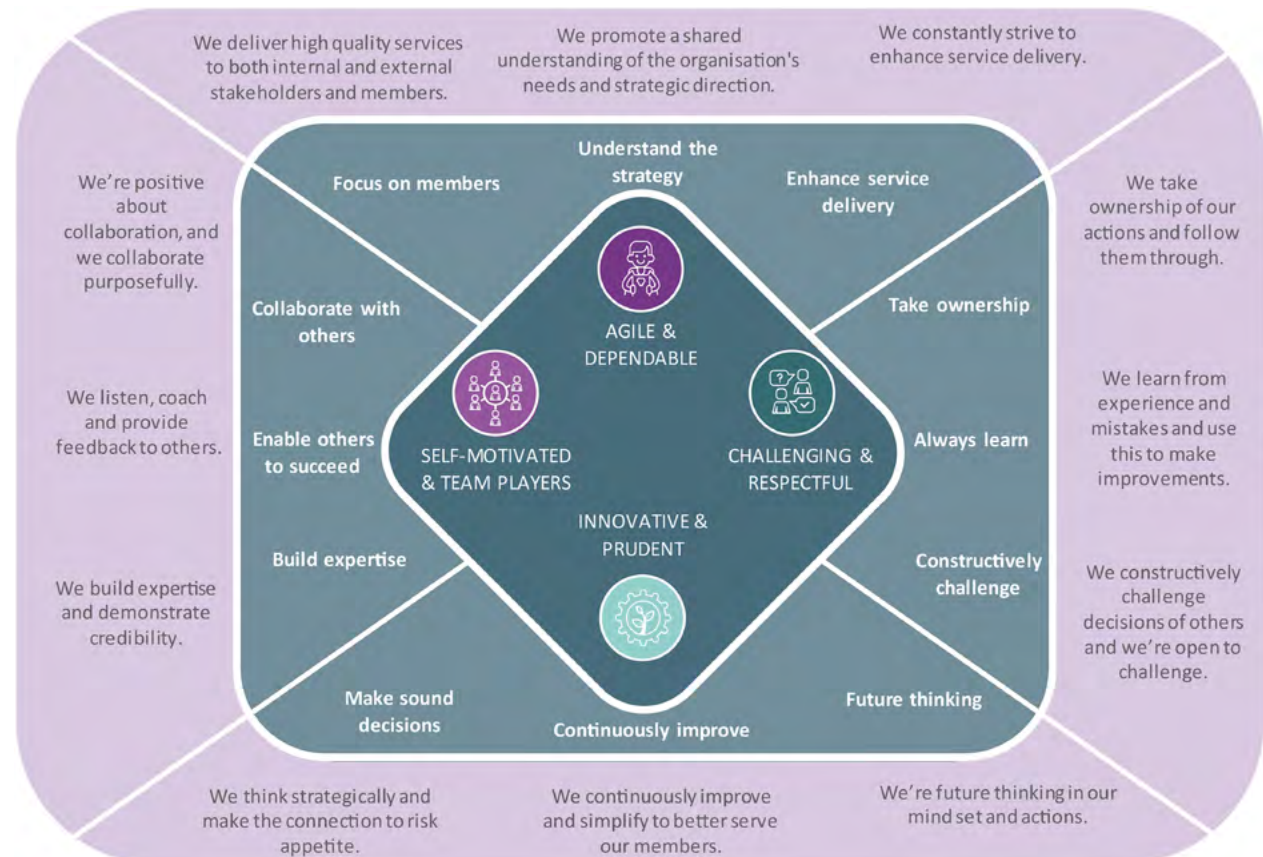 We deliver high quality services
to both internal and external
stakeholders and members.
We promote a shared
understanding of the organisation's
needs and strategic direction.
We constantly strive to
enhance service delivery.
Focus on members
Understand the
strategy
Enhance service
delivery
We're positive
about
collaboration, and
we collaborate
purposefully.
We listen, coach
and provide
feedback to others.
We build expertise
and demonstrate
credibility.
Collaborate with
others
Enable others
to succeed
Build expertise
AGILE &
DEPENDABLE
SELF-MOTIVATED
& TEAM PLAYERS
CHALLENGING &
RESPECTFUL
INNOVATIVE &
PRUDENT
Take ownership
Always learn
Constructively
challenge
We take
ownership of our
actions and follow
them through.
We learn from
experience and
mistakes and use
this to make
improvements.
We constructively
challenge
decisions of others
and we're open to
challenge.
Make sound
decisions
Continuously improve
Future thinking
We think strategically and
make the connection to risk
appetite.
We continuously improve
and simplify to better serve
our members.
We're future thinking in our
mind set and actions.